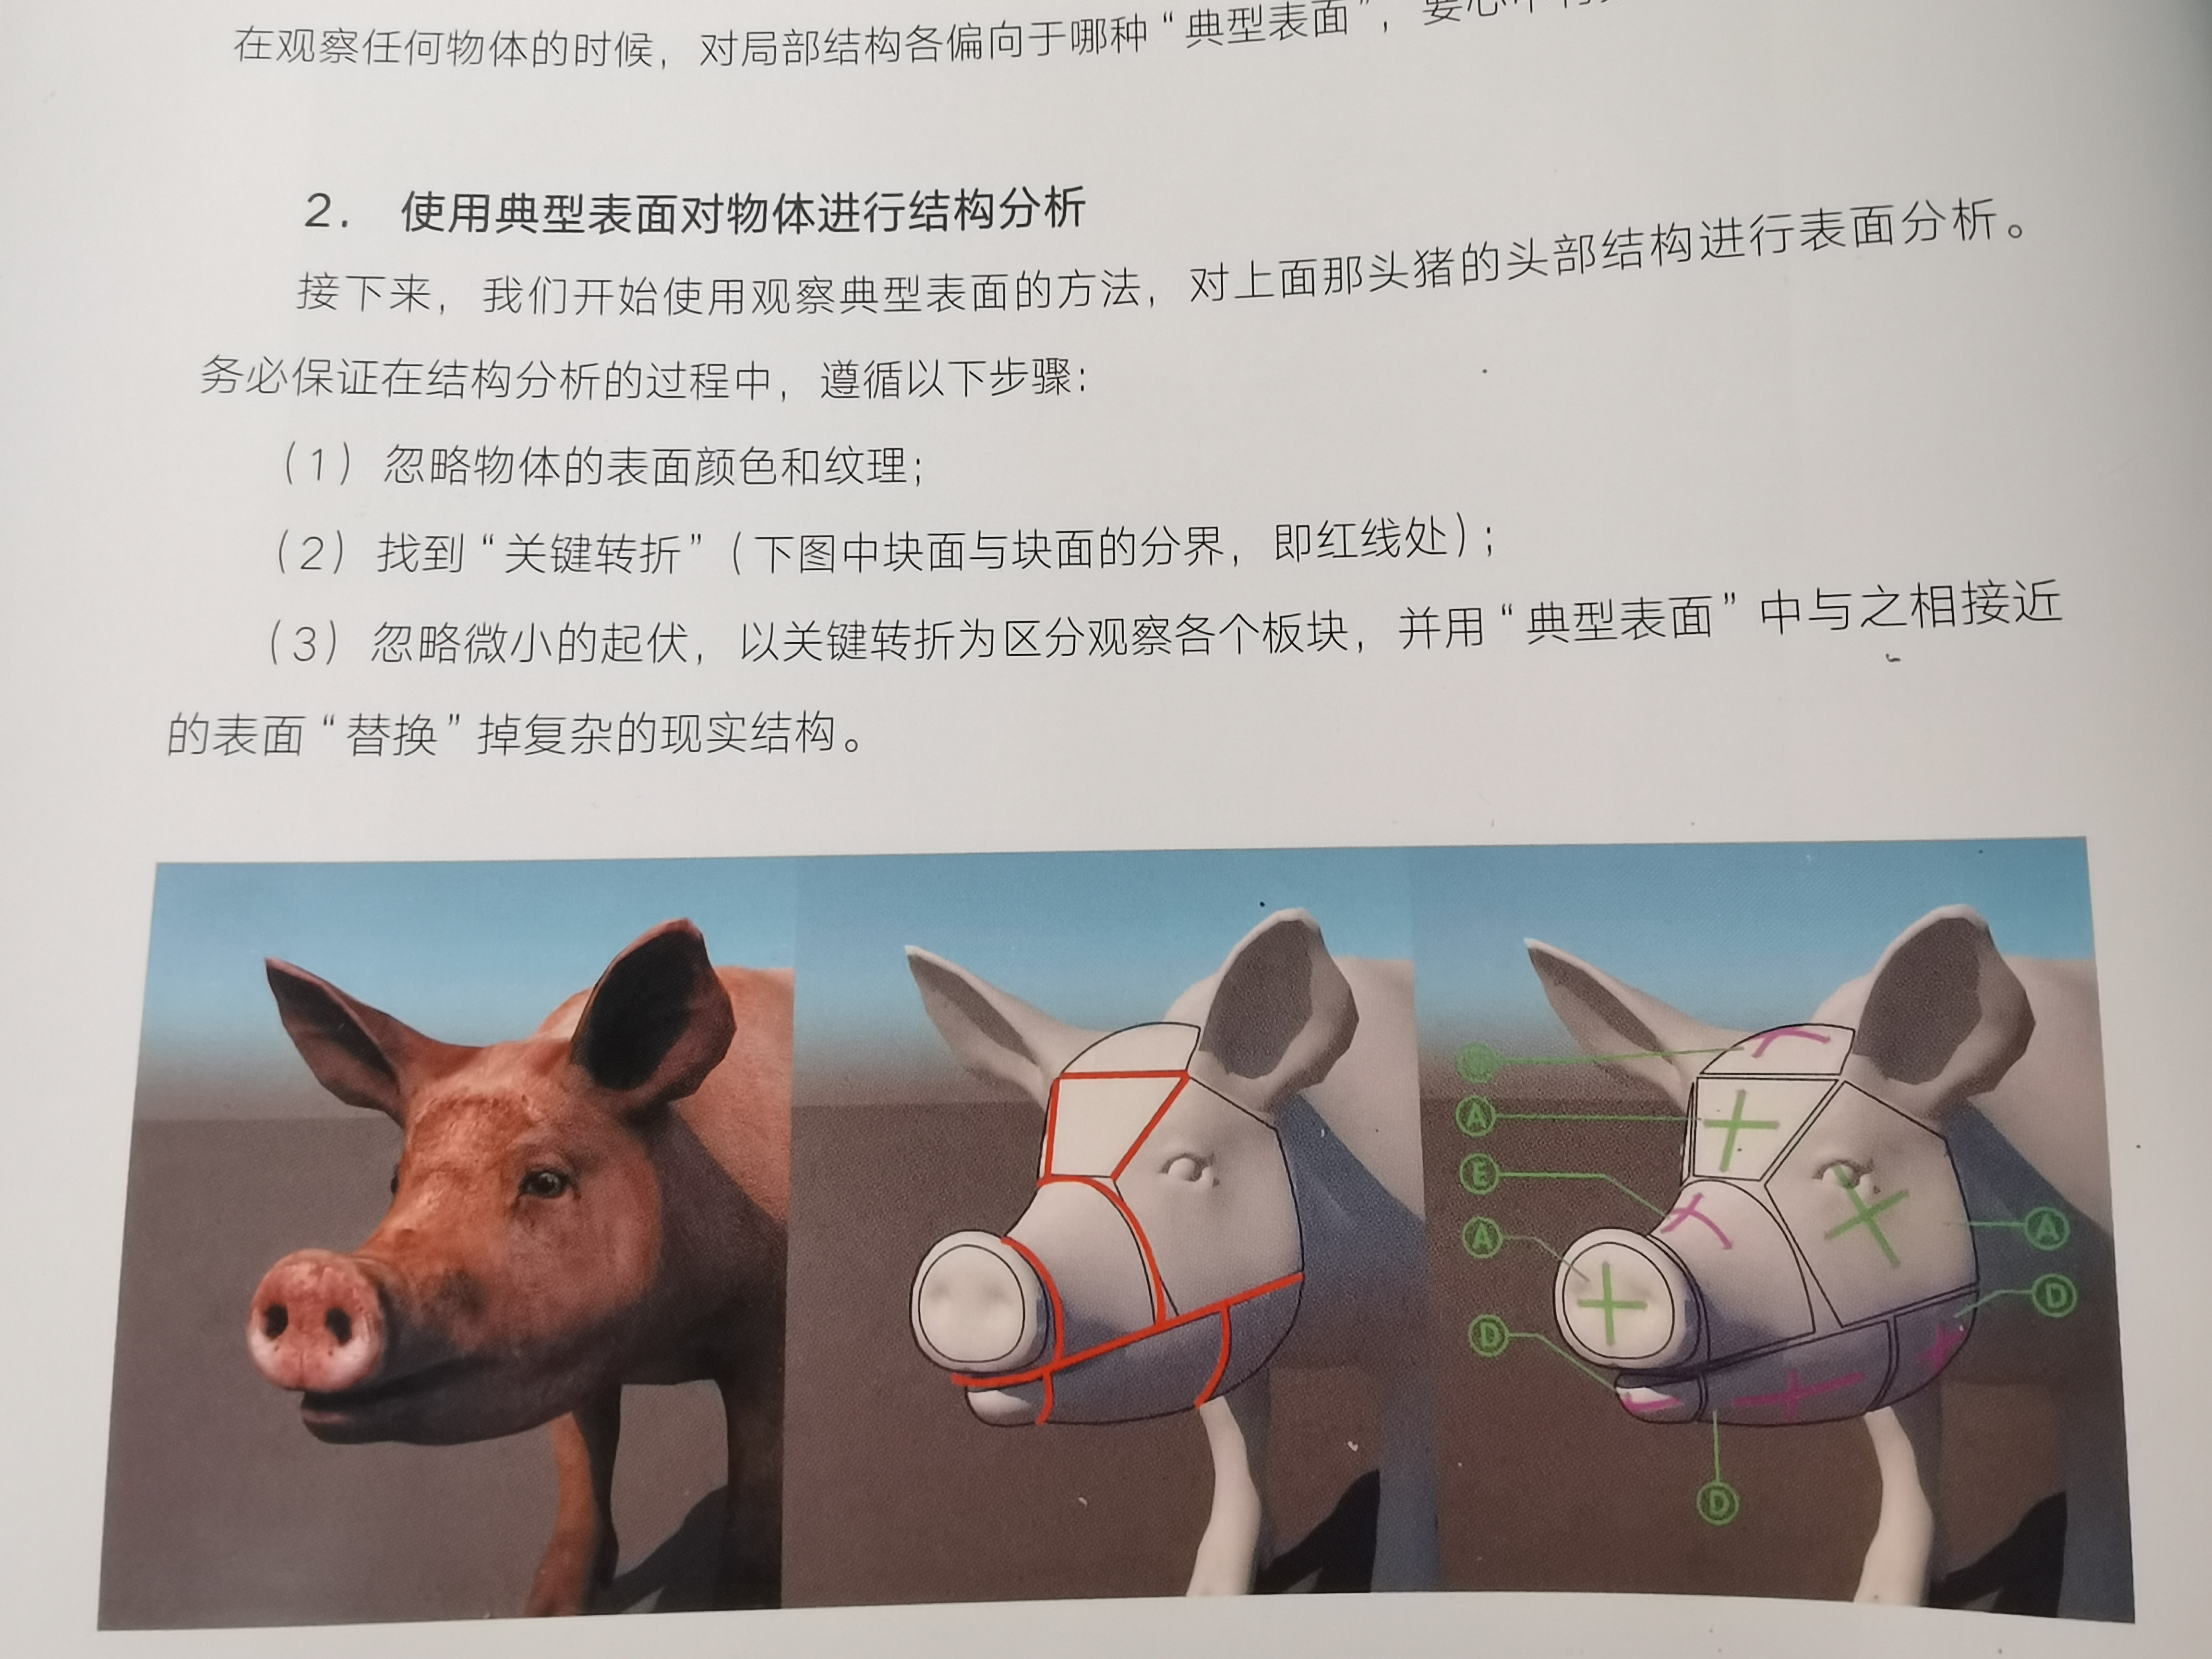 在观察任何物体的时候，对局部结构各偏向于哪种“典型表面”，要心中有
2. 使用典型表面对物体进行结构分析
接下来，我们开始使用观察典型表面的方法，对上面那头猪的头部结构进行表面分析。
务必保证在结构分析的过程中，遵循以下步骤：
（1）忽略物体的表面颜色和纹理；
（2）找到“关键转折”（下图中块面与块面的分界，即红线处）；
（3）忽略微小的起伏，以关键转折为区分观察各个板块，并用“典型表面”中与之相接近
的表面“替换”掉复杂的现实结构。
A
E
A
D
A
D
D